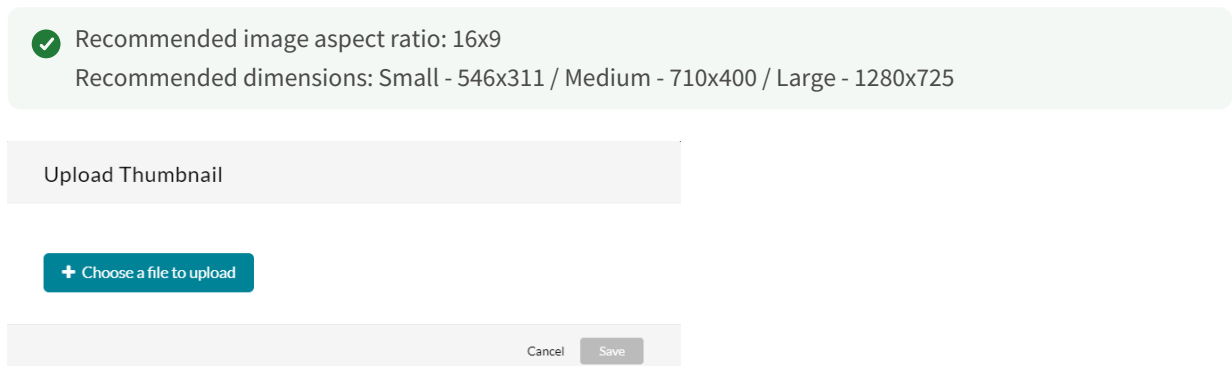 Recommended image aspect ratio: 16x9
Recommended dimensions: Small - 546x311 / Medium - 710x400 / Large - 1280x725
Upload Thumbnail
+ Choose a file to upload
Cancel Save